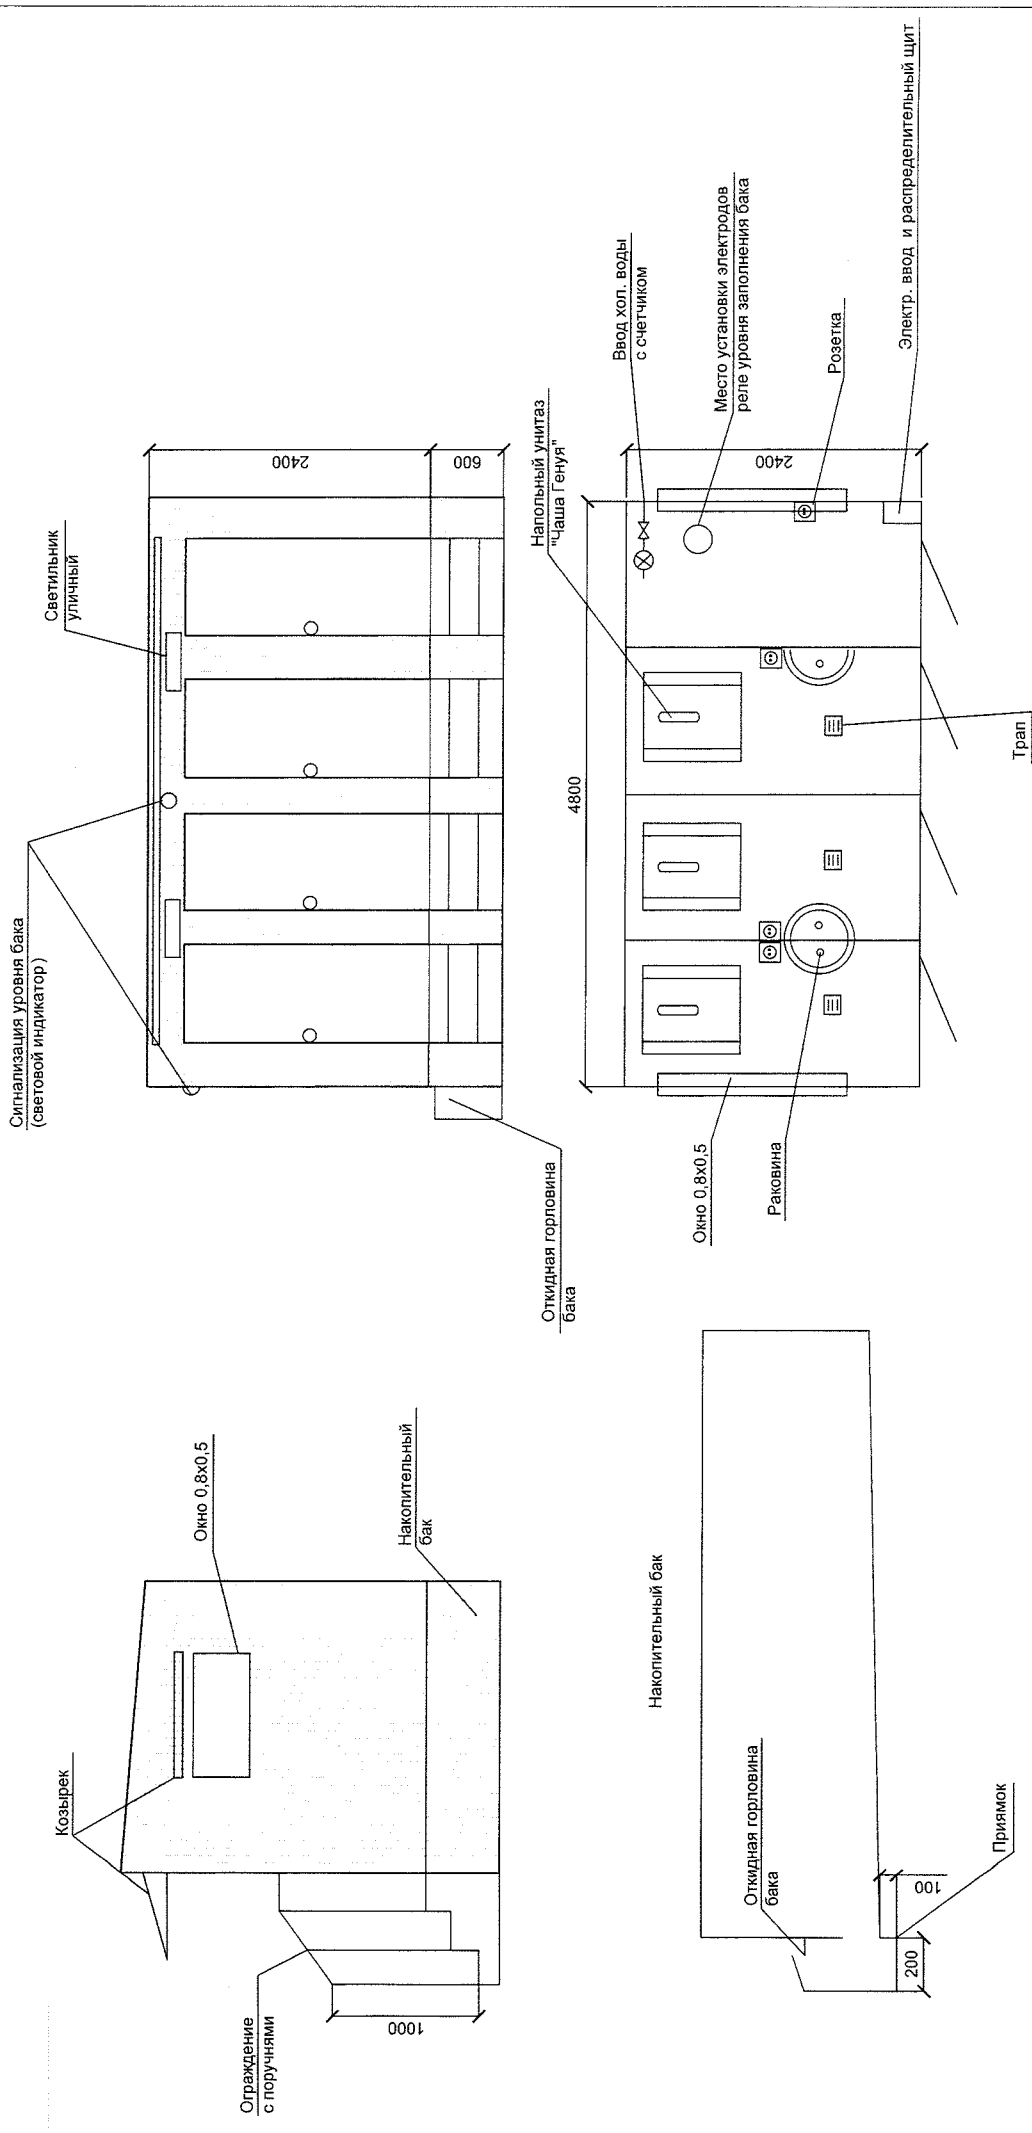 Козырек
Окно 0,8х0,5
Накопительный
бак
Ограждение
с поручнями
1000
Сигнализация уровня бака
(световой индикатор)
Светильник
уличный
2400
600
Откидная горловина
бака
Накопительный бак
Откидная горловина
бака
200
100
Приямок
4800
2400
Напольный унитаз
"Чаша Генуя"
Ввод хол. воды
с счетчиком
Место установки электродов
реле уровня заполнения бака
Розетка
Электр. ввод и распределительный щит
Окно 0,8х0,5
Раковина
Трап